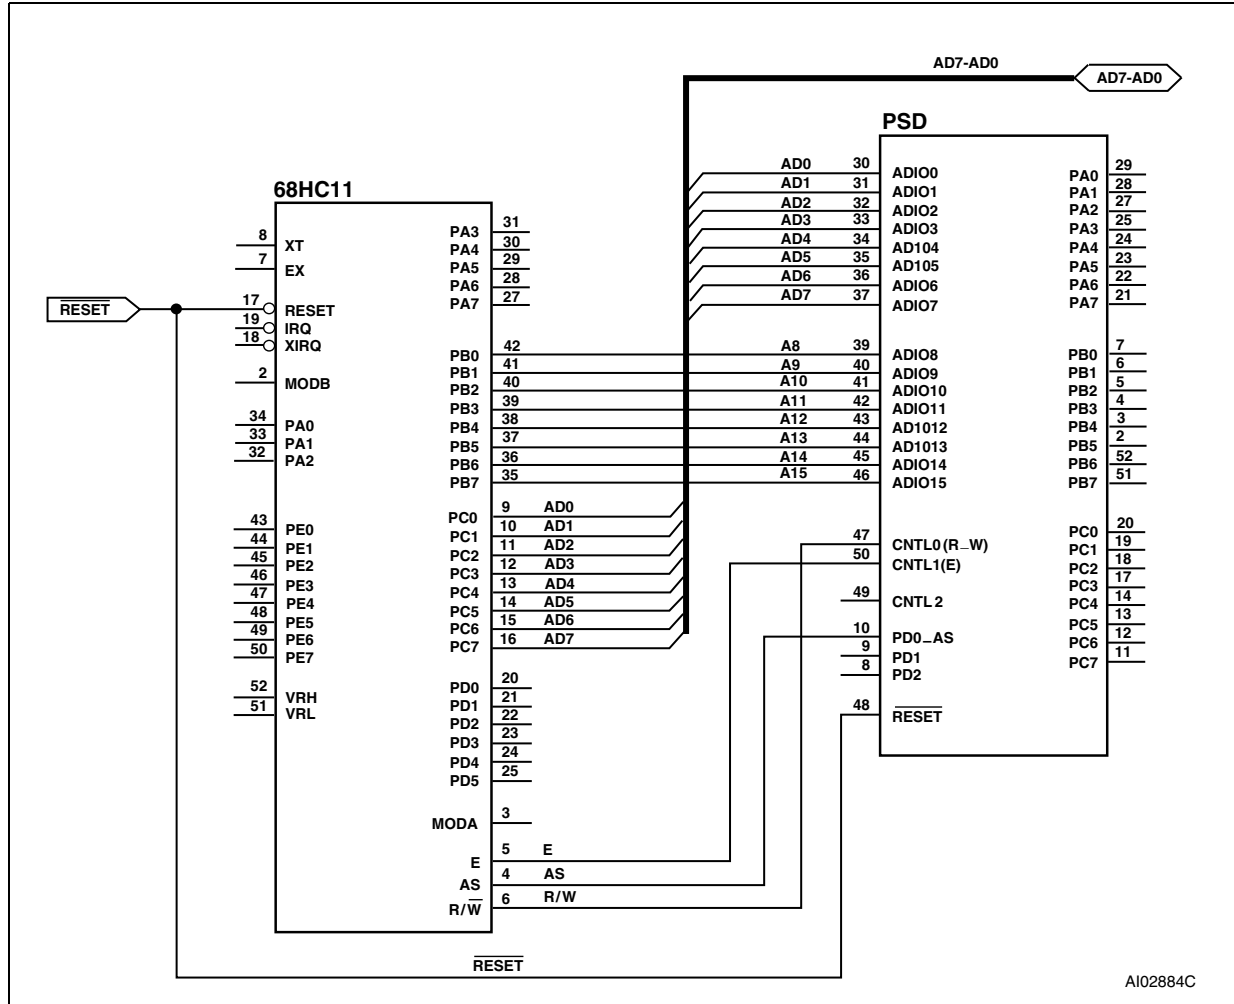 AD7-AD0
AD7-AD0
PSD
68HC11
8 XT
7 EX
RESET
17 RESET
19 IRQ
18 XIRQ
2 MODB
34 PA0
33 PA1
32 PA2
43 PE0
44 PE1
45 PE2
46 PE3
47 PE4
48 PE5
49 PE6
50 PE7
52 VRH
51 VRL
PA3 31
PA4 30
PA5 29
PA6 28
PA7 27
PB0 42
PB1 41
PB2 40
PB3 39
PB4 38
PB5 37
PB6 36
PB7 35
PC0 9 AD0
PC1 10 AD1
PC2 11 AD2
PC3 12 AD3
PC4 13 AD4
PC5 14 AD5
PC6 15 AD6
PC7 16 AD7
PD0 20
PD1 21
PD2 22
PD3 23
PD4 24
PD5 25
MODA 3
E 5 E
AS 4 AS
R/W 6 R/W
AD0 30 ADIO0
AD1 31 ADIO1
AD2 32 ADIO2
AD3 33 ADIO3
AD4 34 AD104
AD5 35 AD105
AD6 36 ADIO6
AD7 37 ADIO7
A8 39 ADIO8
A9 40 ADIO9
A10 41 ADIO10
A11 42 ADIO11
A12 43 AD1012
A13 44 AD1013
A14 45 ADIO14
A15 46 ADIO15
47 CNTL0(R_W)
50 CNTL1(E)
49 CNTL2
10 PD0_AS
9 PD1
8 PD2
48 RESET
PA0 29
PA1 28
PA2 27
PA3 25
PA4 24
PA5 23
PA6 22
PA7 21
PB0 7
PB1 6
PB2 5
PB3 4
PB4 3
PB5 2
PB6 52
PB7 51
PC0 20
PC1 19
PC2 18
PC3 17
PC4 14
PC5 13
PC6 12
PC7 11
RESET
AI02884C